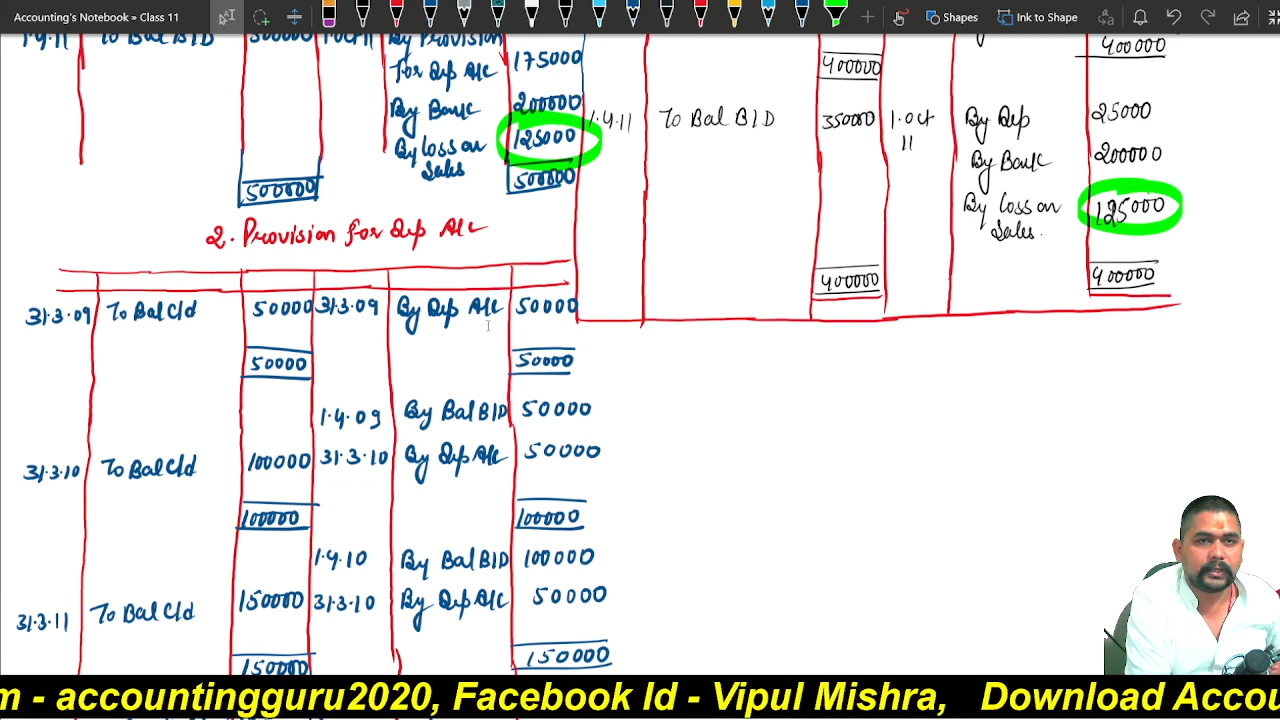 Accounting's Notebook » Class 11
Shapes
Ink to Shape
1.4.11 To Bal B/D 500000 1.Oct11 By Provision
For Dep A/c 175000
By Bank 200000
By Loss on Sales 125000
500000 500000
400000 400000
1.4.11 To Bal B/D 350000 1.Oct 11 By Dep 25000
By Bank 200000
By Loss on Sales. 125000
400000 400000
2. Provision for Dep A/c
31.3.09 To Bal C/d 50000 31.3.09 By Dep A/c 50000
50000 50000
1.4.09 By Bal B/D 50000
31.3.10 To Bal C/d 100000 31.3.10 By Dep A/c 50000
100000 100000
1.4.10 By Bal B/D 100000
31.3.11 To Bal C/d 150000 31.3.10 By Dep A/c 50000
150000 150000
m - accountingguru2020, Facebook Id - Vipul Mishra, Download Accou